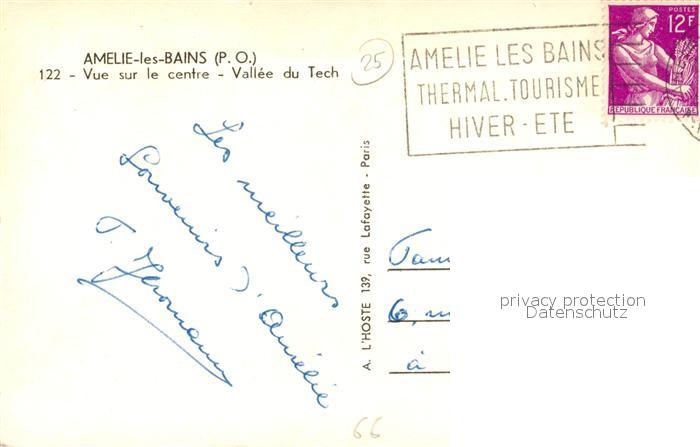 AMELIE-les-BAINS (P. O.)
122 - Vue sur le centre - Vallée du Tech
25
AMELIE LES BAINS
THERMAL.TOURISME
HIVER-ETE
POSTES
12F
REPUBLIQUE FRANÇAISE
Les meilleurs
Souvenirs d'Amélie
A. L'HOSTE 139, rue Lafayette - Paris
6,
à
privacy protection
Datenschutz
66